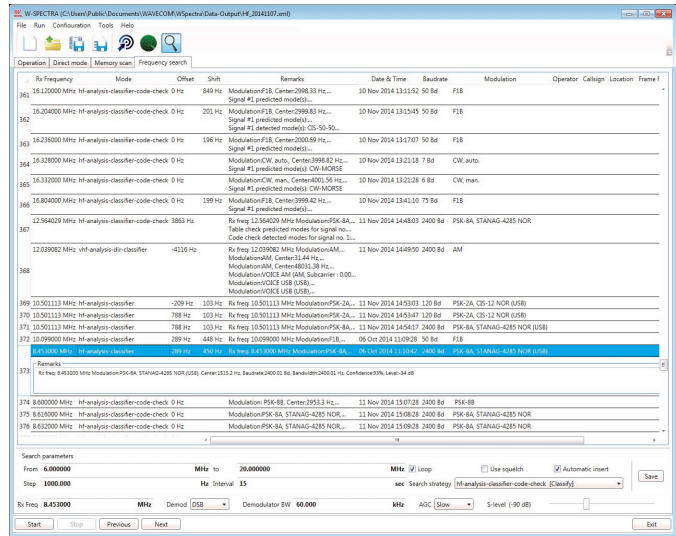 W-SPECTRA (C:\Users\Public\Documents\WAVECOM\WSpectra\Data-Output\Hf_20141107.xml)
File Run Configuration Tools Help
Operation Direct mode Memory scan Frequency search
Rx Frequency Mode Offset Shift Remarks Date & Time Baudrate Modulation Operator Callsign Location Frame F
361 16.120000 MHz hf-analysis-classifier-code-check 0 Hz 849 Hz Modulation:F1B, Center:2998.33 Hz,... 10 Nov 2014 13:11:52 50 Bd F1B
Signal #1 predicted mode(s):...
362 16.204000 MHz hf-analysis-classifier-code-check 0 Hz 201 Hz Modulation:F1B, Center:2999.83 Hz,... 10 Nov 2014 13:15:45 50 Bd F1B
Signal #1 predicted mode(s):...
Signal #1 detected mode(s): CIS-50-50...
363 16.236000 MHz hf-analysis-classifier-code-check 0 Hz 196 Hz Modulation:F1B, Center:2000.69 Hz,... 10 Nov 2014 13:17:07 50 Bd F1B
Signal #1 predicted mode(s):...
364 16.328000 MHz hf-analysis-classifier-code-check 0 Hz Modulation:CW, auto., Center:3998.82 Hz,... 10 Nov 2014 13:21:18 7 Bd CW, auto.
Signal #1 predicted mode(s): CW-MORSE
365 16.332000 MHz hf-analysis-classifier-code-check 0 Hz Modulation:CW, man., Center:4001.56 Hz,... 10 Nov 2014 13:21:28 6 Bd CW, man.
Signal #1 predicted mode(s): CW-MORSE
366 16.804000 MHz hf-analysis-classifier-code-check 0 Hz 199 Hz Modulation:F1B, Center:3999.42 Hz,... 10 Nov 2014 13:41:10 75 Bd F1B
Signal #1 predicted mode(s):...
367 12.564029 MHz hf-analysis-classifier-code-check 3863 Hz Rx freq: 12.564029 MHz Modulation:PSK-8A,... 11 Nov 2014 14:48:03 2400 Bd PSK-8A, STANAG-4285 NOR
Table check predicted modes for signal no....
Code check detected modes for signal no. 1:...
368 12.039082 MHz vhf-analysis-dir-classifier -4116 Hz Rx freq: 12.039082 MHz Modulation:AM,... 11 Nov 2014 14:49:50 2400 Bd AM
Modulation:AM, Center:31.44 Hz,...
Modulation:AM, Center:48031.38 Hz,...
Modulation:VOICE AM (AM, Subcarrier : 0.00...
Modulation:VOICE USB (USB),...
Modulation:VOICE USB (USB),...
369 10.501113 MHz hf-analysis-classifier -209 Hz 103 Hz Rx freq: 10.501113 MHz Modulation:PSK-2A,... 11 Nov 2014 14:53:03 120 Bd PSK-2A, CIS-12 NOR (USB)
370 10.501113 MHz hf-analysis-classifier 788 Hz 103 Hz Rx freq: 10.501113 MHz Modulation:PSK-2A,... 11 Nov 2014 14:53:47 120 Bd PSK-2A, CIS-12 NOR (USB)
371 10.501113 MHz hf-analysis-classifier 788 Hz 103 Hz Rx freq: 10.501113 MHz Modulation:PSK-8A,... 11 Nov 2014 14:54:17 2400 Bd PSK-8A, STANAG-4285 NOR (USB)
372 10.099000 MHz hf-analysis-classifier 289 Hz 448 Hz Rx freq: 10.099000 MHz Modulation:F1B,... 06 Oct 2014 11:09:28 50 Bd F1B
373 8.453000 MHz hf-analysis-classifier 289 Hz 450 Hz Rx freq: 8.453000 MHz Modulation:PSK-8A,... 06 Oct 2014 11:10:42 2400 Bd PSK-8A, STANAG-4285 NOR (USB)
Remarks
Rx freq: 8.453000 MHz Modulation:PSK-8A, STANAG-4285 NOR (USB), Center:1515.2 Hz, Baudrate:2400.01 Bd, Bandwidth:2400.01 Hz, Confidence:93%, Level:-34 dB
374 8.600000 MHz hf-analysis-classifier-code-check 0 Hz Modulation: PSK-8B, Center:2953.3 Hz,... 11 Nov 2014 15:07:28 2400 Bd PSK-8B
375 8.616000 MHz hf-analysis-classifier-code-check 0 Hz Modulation:PSK-8A, STANAG-4285 NOR,... 11 Nov 2014 15:08:28 2400 Bd PSK-8A, STANAG-4285 NOR
376 8.632000 MHz hf-analysis-classifier-code-check 0 Hz Modulation:PSK-8A, STANAG-4285 NOR,... 11 Nov 2014 15:09:28 2400 Bd PSK-8A, STANAG-4285 NOR
Search parameters
From 6.000000 MHz to 20.000000 MHz Loop Use squelch Automatic insert
Step 1000.000 Hz Interval 15 sec Search strategy hf-analysis-classifier-code-check [Classify] Save
Rx Freq 8.453000 MHz Demod DSB Demodulator BW 60.000 kHz AGC Slow S-level (-90 dB)
Start Stop Previous Next Exit